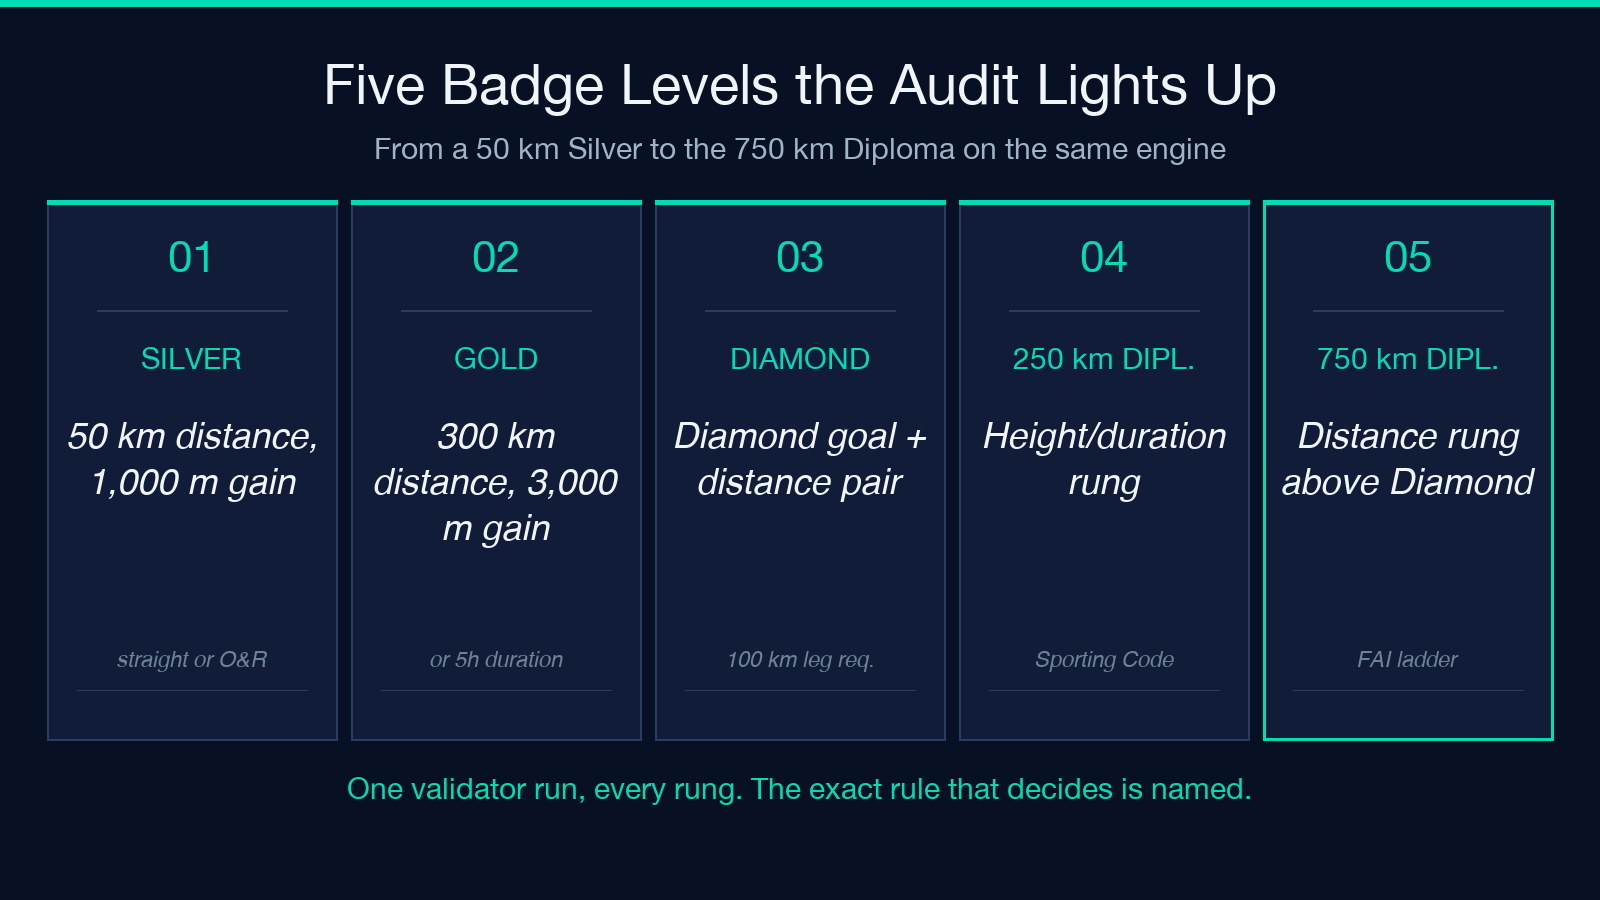 Five Badge Levels the Audit Lights Up
From a 50 km Silver to the 750 km Diploma on the same engine
01
SILVER
50 km distance,
1,000 m gain
straight or O&R
02
GOLD
300 km
distance, 3,000
m gain
or 5h duration
03
DIAMOND
Diamond goal +
distance pair
100 km leg req.
04
250 km DIPL.
Height/duration
rung
Sporting Code
05
750 km DIPL.
Distance rung
above Diamond
FAI ladder
One validator run, every rung. The exact rule that decides is named.